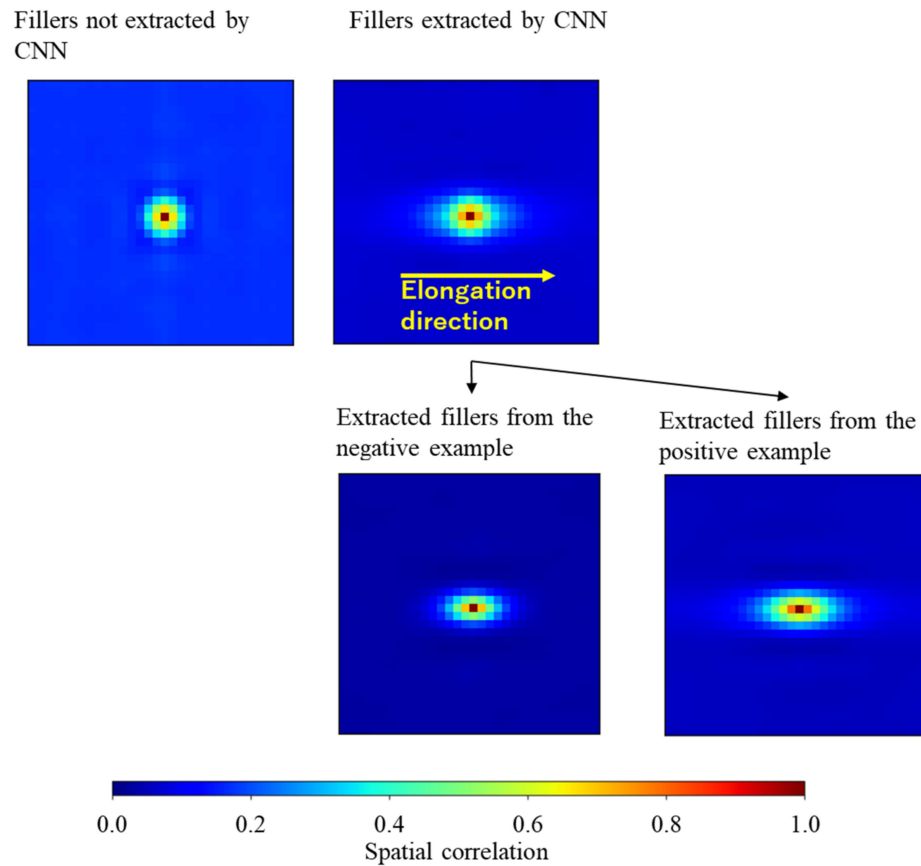 Fillers not extracted by
CNN
Fillers extracted by CNN
Elongation
direction
Extracted fillers from the
negative example
Extracted fillers from the
positive example
0.0 0.2 0.4 0.6 0.8 1.0
Spatial correlation